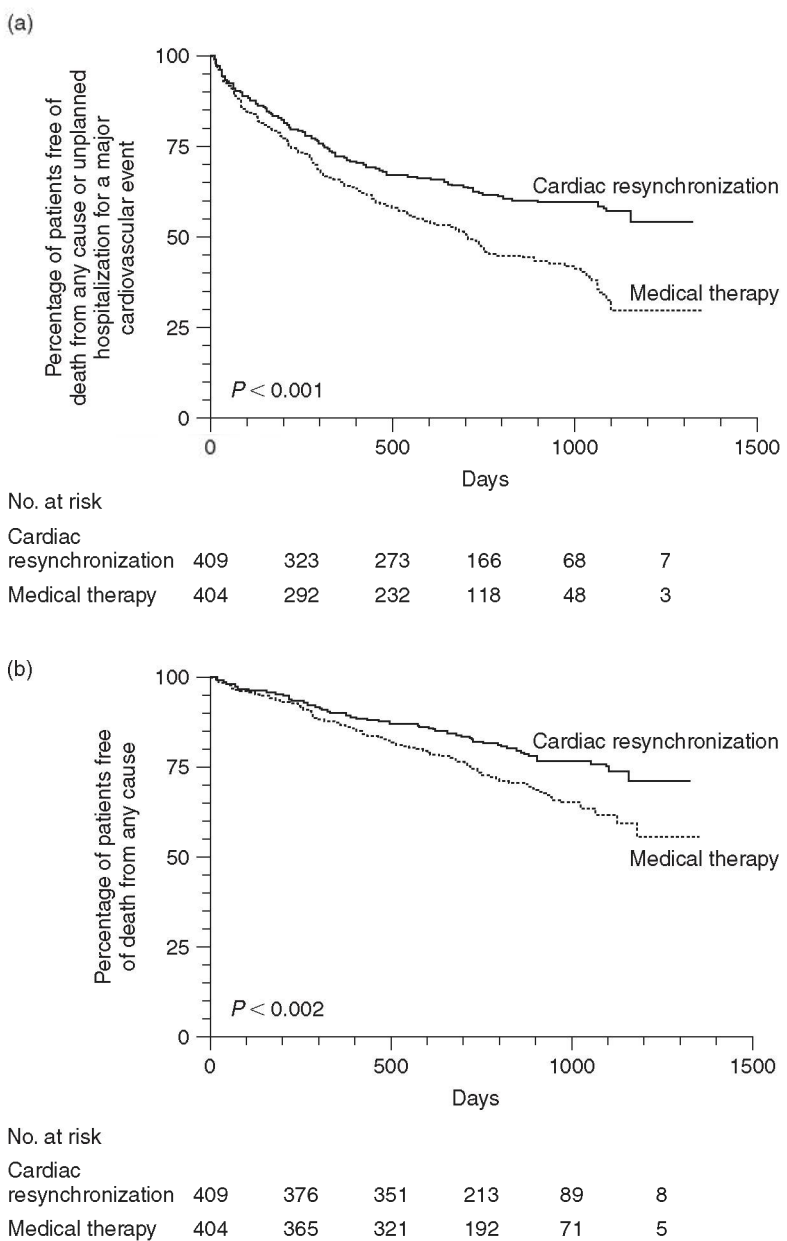 (a)
Percentage of patients free of
death from any cause or unplanned
hospitalization for a major
cardiovascular event
100
75
50
25
0
Cardiac resynchronization
Medical therapy
P < 0.001
0 500 1000 1500
Days
No. at risk
Cardiac
resynchronization 409 323 273 166 68 7
Medical therapy 404 292 232 118 48 3
(b)
Percentage of patients free
of death from any cause
100
75
50
25
0
Cardiac resynchronization
Medical therapy
P < 0.002
0 500 1000 1500
Days
No. at risk
Cardiac
resynchronization 409 376 351 213 89 8
Medical therapy 404 365 321 192 71 5